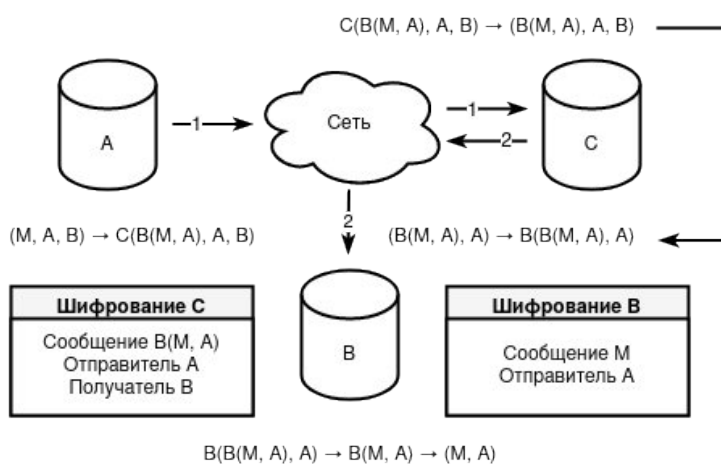 C(B(M, A), A, B) → (B(M, A), A, B)
A
1
Сеть
1
2
C
2
(M, A, B) → C(B(M, A), A, B)
(B(M, A), A) → B(B(M, A), A)
Шифрование C
Сообщение B(M, A)
Отправитель A
Получатель B
B
Шифрование B
Сообщение M
Отправитель A
B(B(M, A), A) → B(M, A) → (M, A)